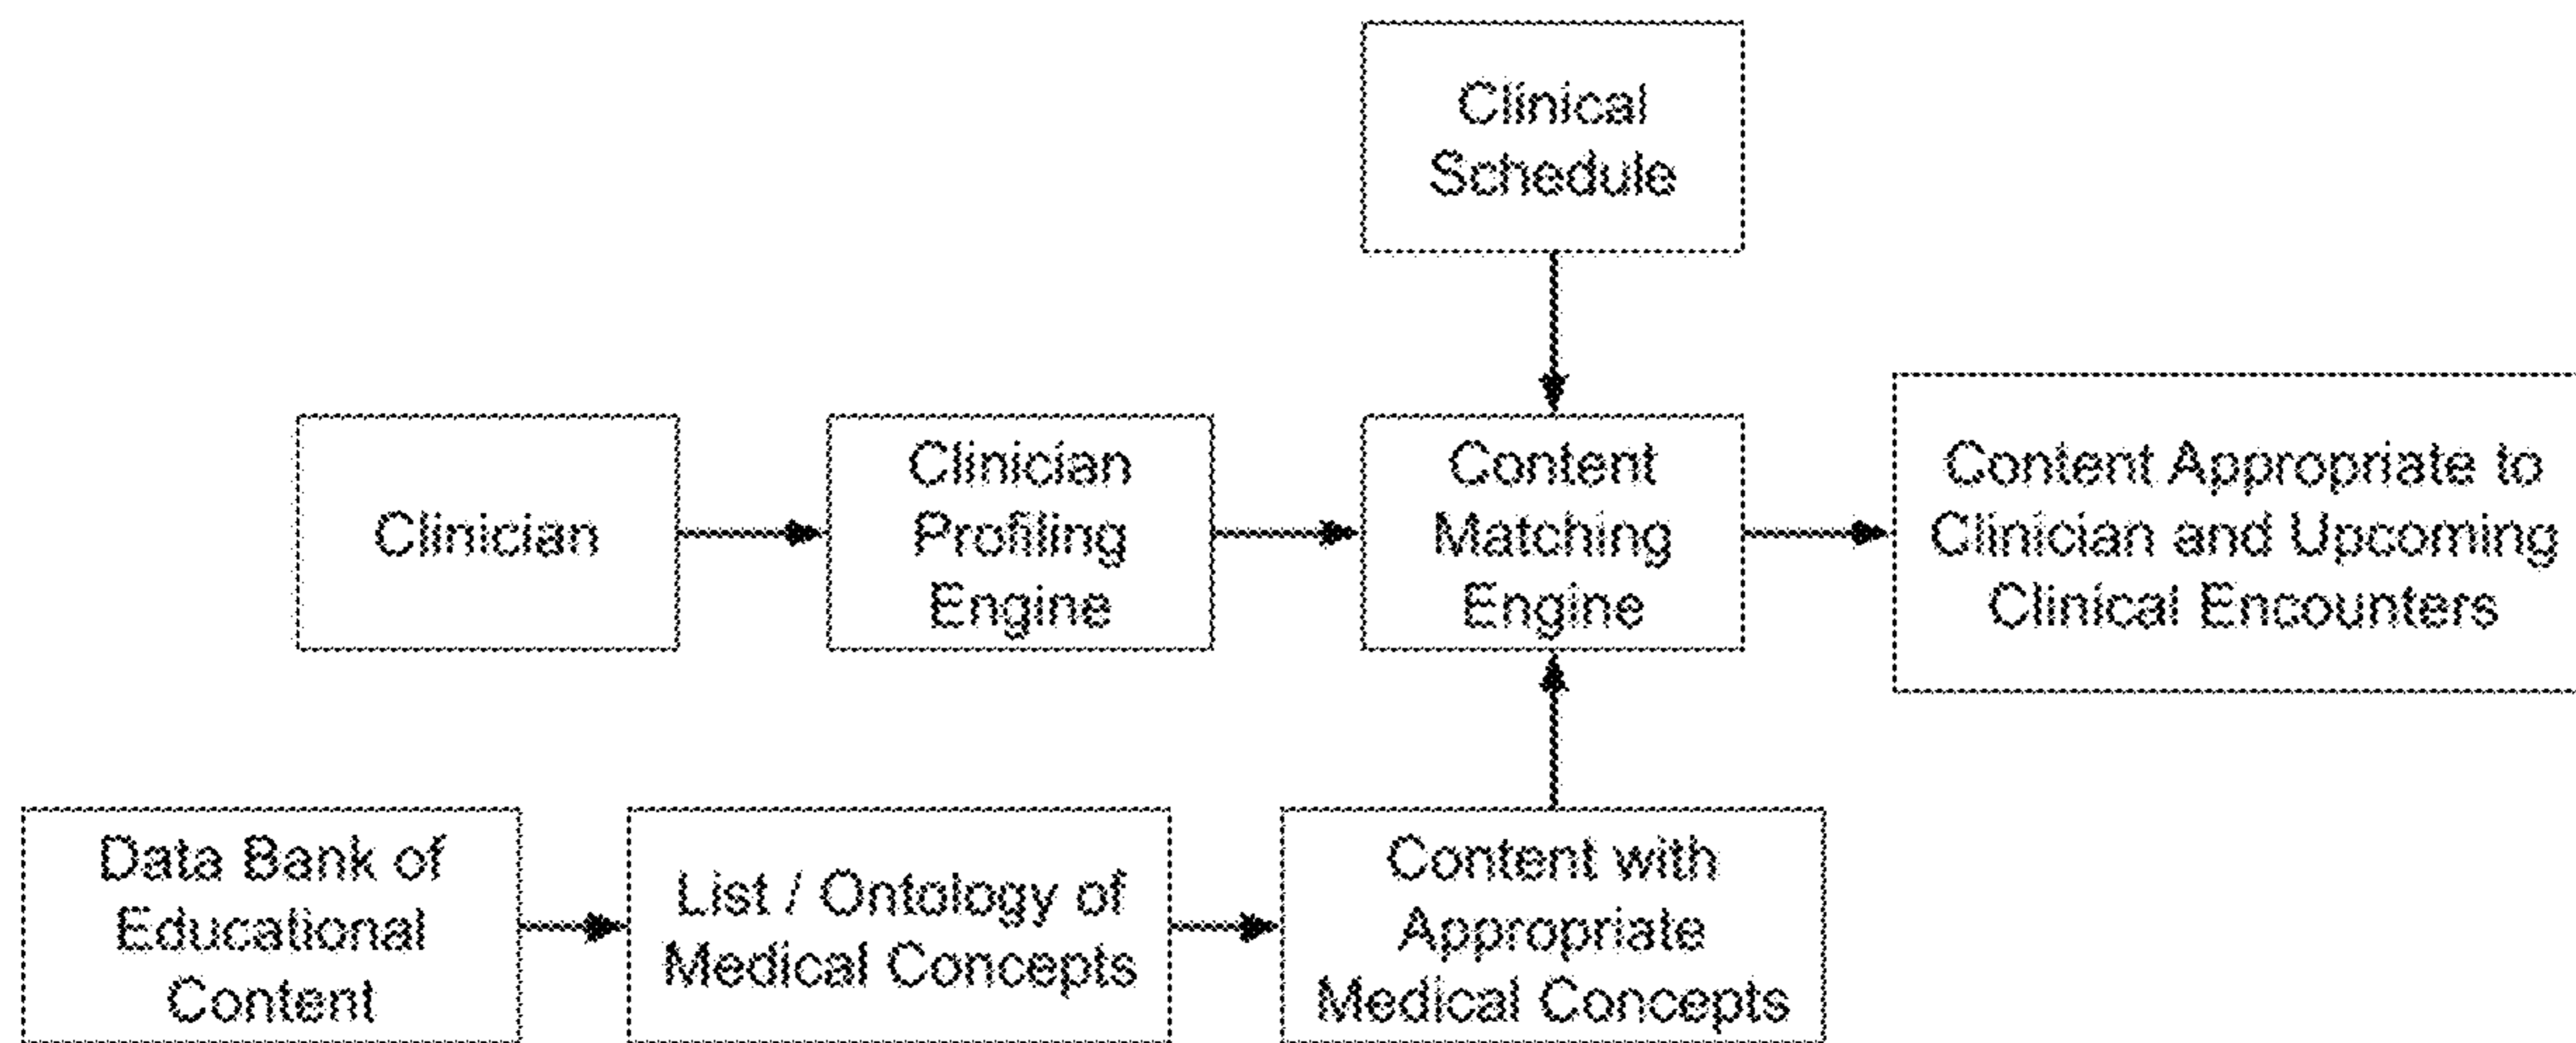 Clinical
Schedule
Clinician
Clinician
Profiling
Engine
Content
Matching
Engine
Content Appropriate to
Clinician and Upcoming
Clinical Encounters
Data Bank of
Educational
Content
List / Ontology of
Medical Concepts
Content with
Appropriate
Medical Concepts